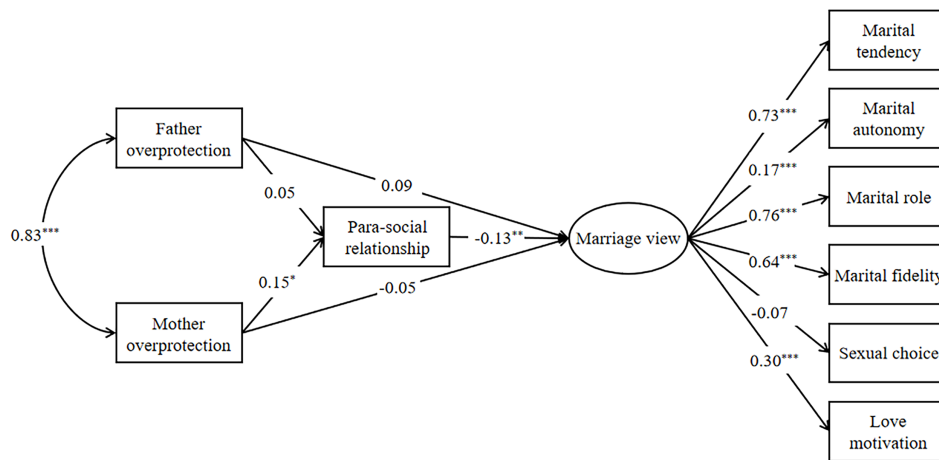 Marital
tendency
Marital
autonomy
Marital role
Marital fidelity
Sexual choice
Love
motivation
0.73***
0.17***
0.76***
0.64***
-0.07
0.30***
Father
overprotection
0.05
0.09
0.83***
Para-social
relationship
-0.13**
Marriage view
0.15*
-0.05
Mother
overprotection